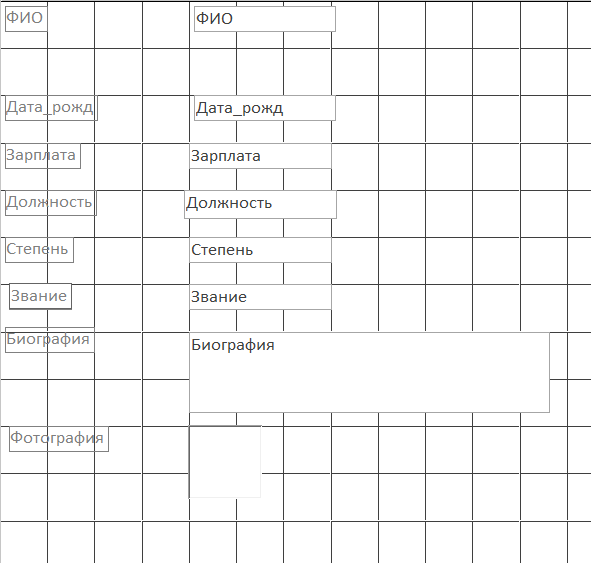 ФИО ФИО
Дата_рожд Дата_рожд
Зарплата Зарплата
Должность Должность
Степень Степень
Звание Звание
Биография Биография
Фотография